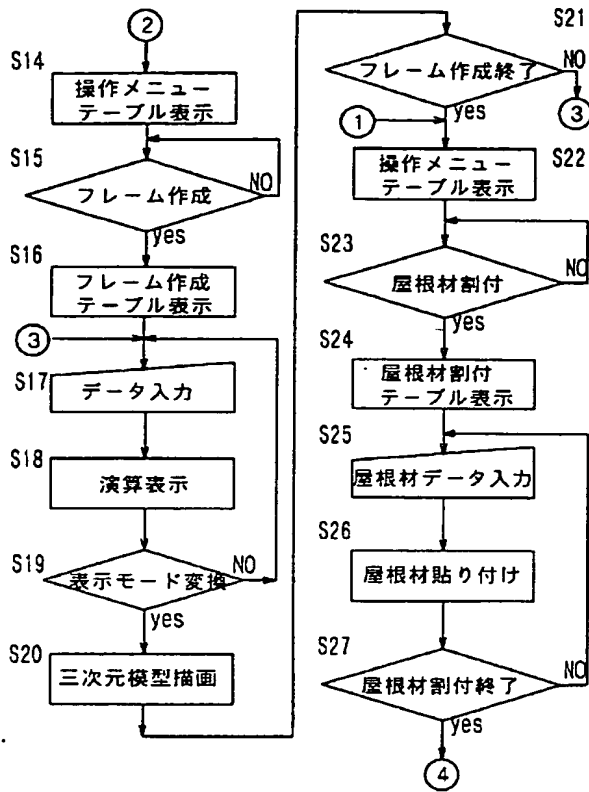 ②
S14
操作メニュー
テーブル表示
S15
フレーム作成
NO
yes
S16
フレーム作成
テーブル表示
③
S17
データ入力
S18
演算表示
S19
表示モード変換
NO
yes
S20
三次元模型描画
S21
フレーム作成終了
NO
③
yes
①
S22
操作メニュー
テーブル表示
S23
屋根材割付
NO
yes
S24
屋根材割付
テーブル表示
S25
屋根材データ入力
S26
屋根材貼り付け
S27
屋根材割付終了
NO
yes
④